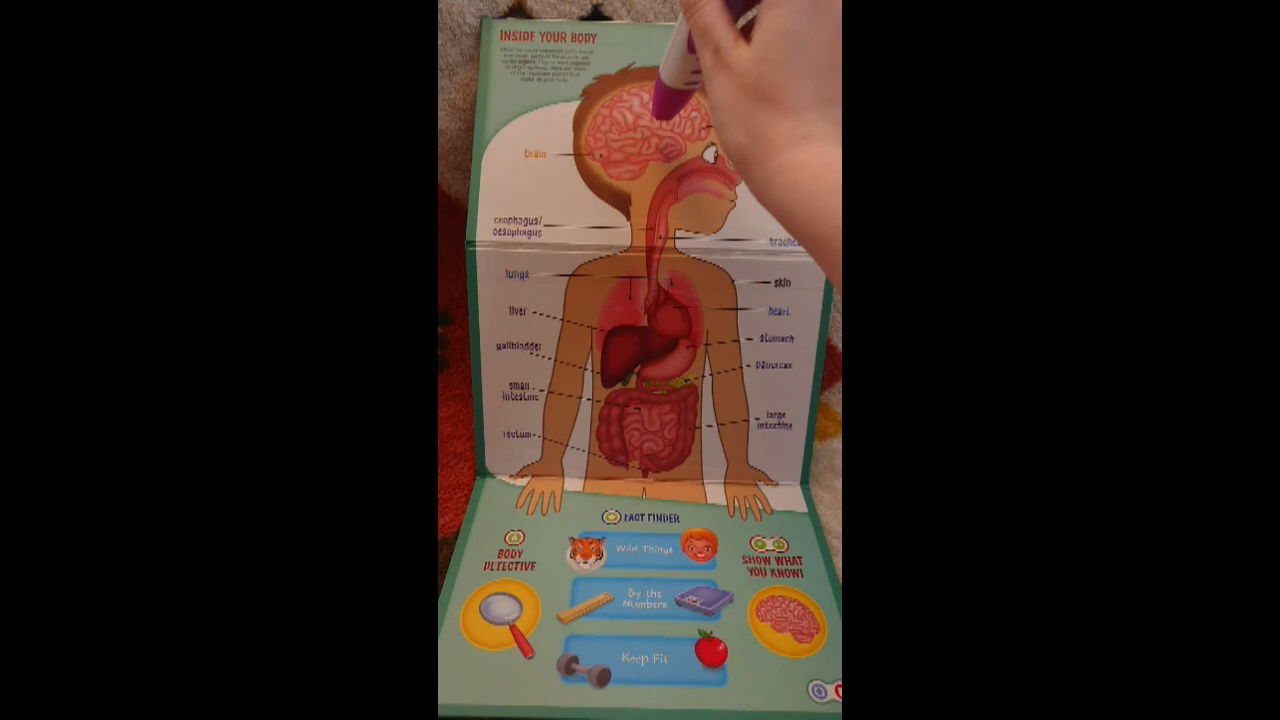 INSIDE YOUR BODY
brain
esophagus/
oesophagus
trachea
lungs
skin
liver
heart
gallbladder
stomach
pancreas
small
intestine
large
intestine
rectum
FACT FINDER
BODY
DETECTIVE
Wild Things
SHOW WHAT
YOU KNOW!
By the
Numbers
Keep Fit